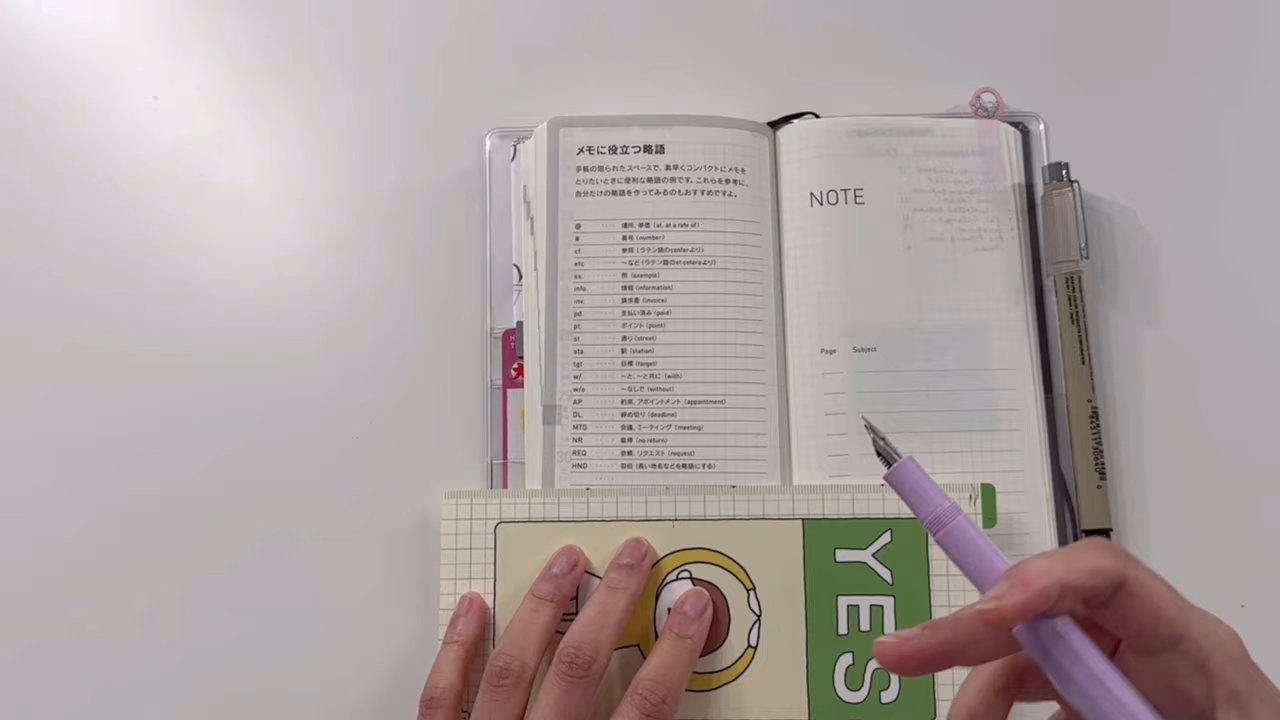 メモに役立つ略語
手帳の限られたスペースで、素早くコンパクトにメモを
とりたいときに便利な略語の例です。これらを参考に、
自分だけの略語を作ってみるのもおすすめですよ。
@ ····· 場所、単価 (at, at a rate of)
# ····· 番号 (number)
cf ····· 参照 (ラテン語のconferより)
etc ····· 〜など (ラテン語のet ceteraより)
ex. ····· 例 (example)
info ····· 情報 (information)
inv. ····· 請求書 (invoice)
pd ····· 支払い済み (paid)
pt ····· ポイント (point)
st. ····· 通り (street)
sta. ····· 駅 (station)
tgt ····· 目標 (target)
w/ ····· 〜と、〜と共に (with)
w/o ····· 〜なしで (without)
AP ····· 約束、アポイントメント (appointment)
DL ····· 締め切り (deadline)
MTG ····· 会議、ミーティング (meeting)
NR ····· 直帰 (no return)
REQ ····· 依頼、リクエスト (request)
HND ····· 羽田 (長い地名などを略語にする)
NOTE
Page Subject
YES